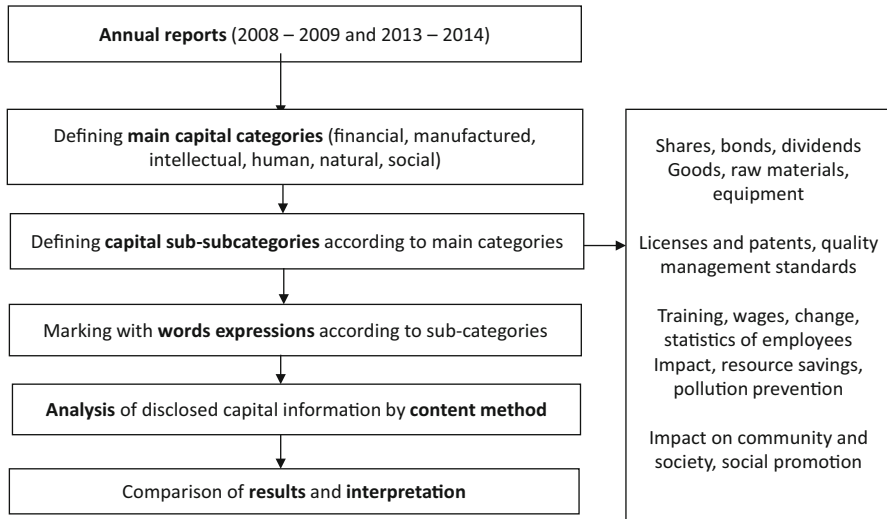 Annual reports (2008 – 2009 and 2013 – 2014)
Defining main capital categories (financial, manufactured,
intellectual, human, natural, social)
Defining capital sub-subcategories according to main categories
Marking with words expressions according to sub-categories
Analysis of disclosed capital information by content method
Comparison of results and interpretation
Shares, bonds, dividends
Goods, raw materials,
equipment
Licenses and patents, quality
management standards
Training, wages, change,
statistics of employees
Impact, resource savings,
pollution prevention
Impact on community and
society, social promotion